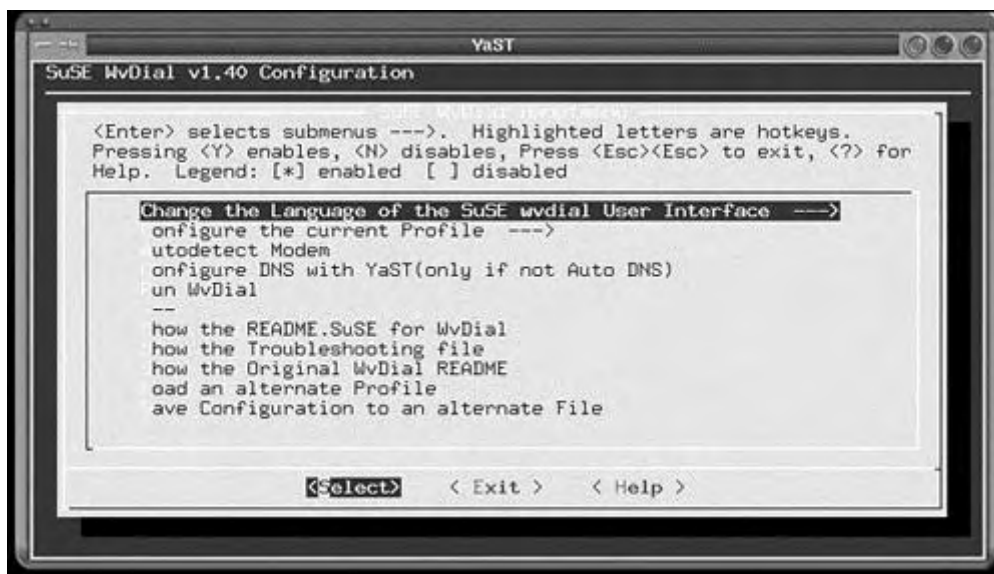 YaST
SuSE WvDial v1.40 Configuration
<Enter> selects submenus --->.  Highlighted letters are hotkeys.
Pressing <Y> enables, <N> disables, Press <Esc><Esc> to exit, <?> for
Help.  Legend: [*] enabled  [ ] disabled
Change the Language of the SuSE wvdial User Interface  --->
onfigure the current Profile  --->
utodetect Modem
onfigure DNS with YaST(only if not Auto DNS)
un WvDial
--
how the README.SuSE for WvDial
how the Troubleshooting file
how the Original WvDial README
oad an alternate Profile
ave Configuration to an alternate File
<Select>    < Exit >    < Help >